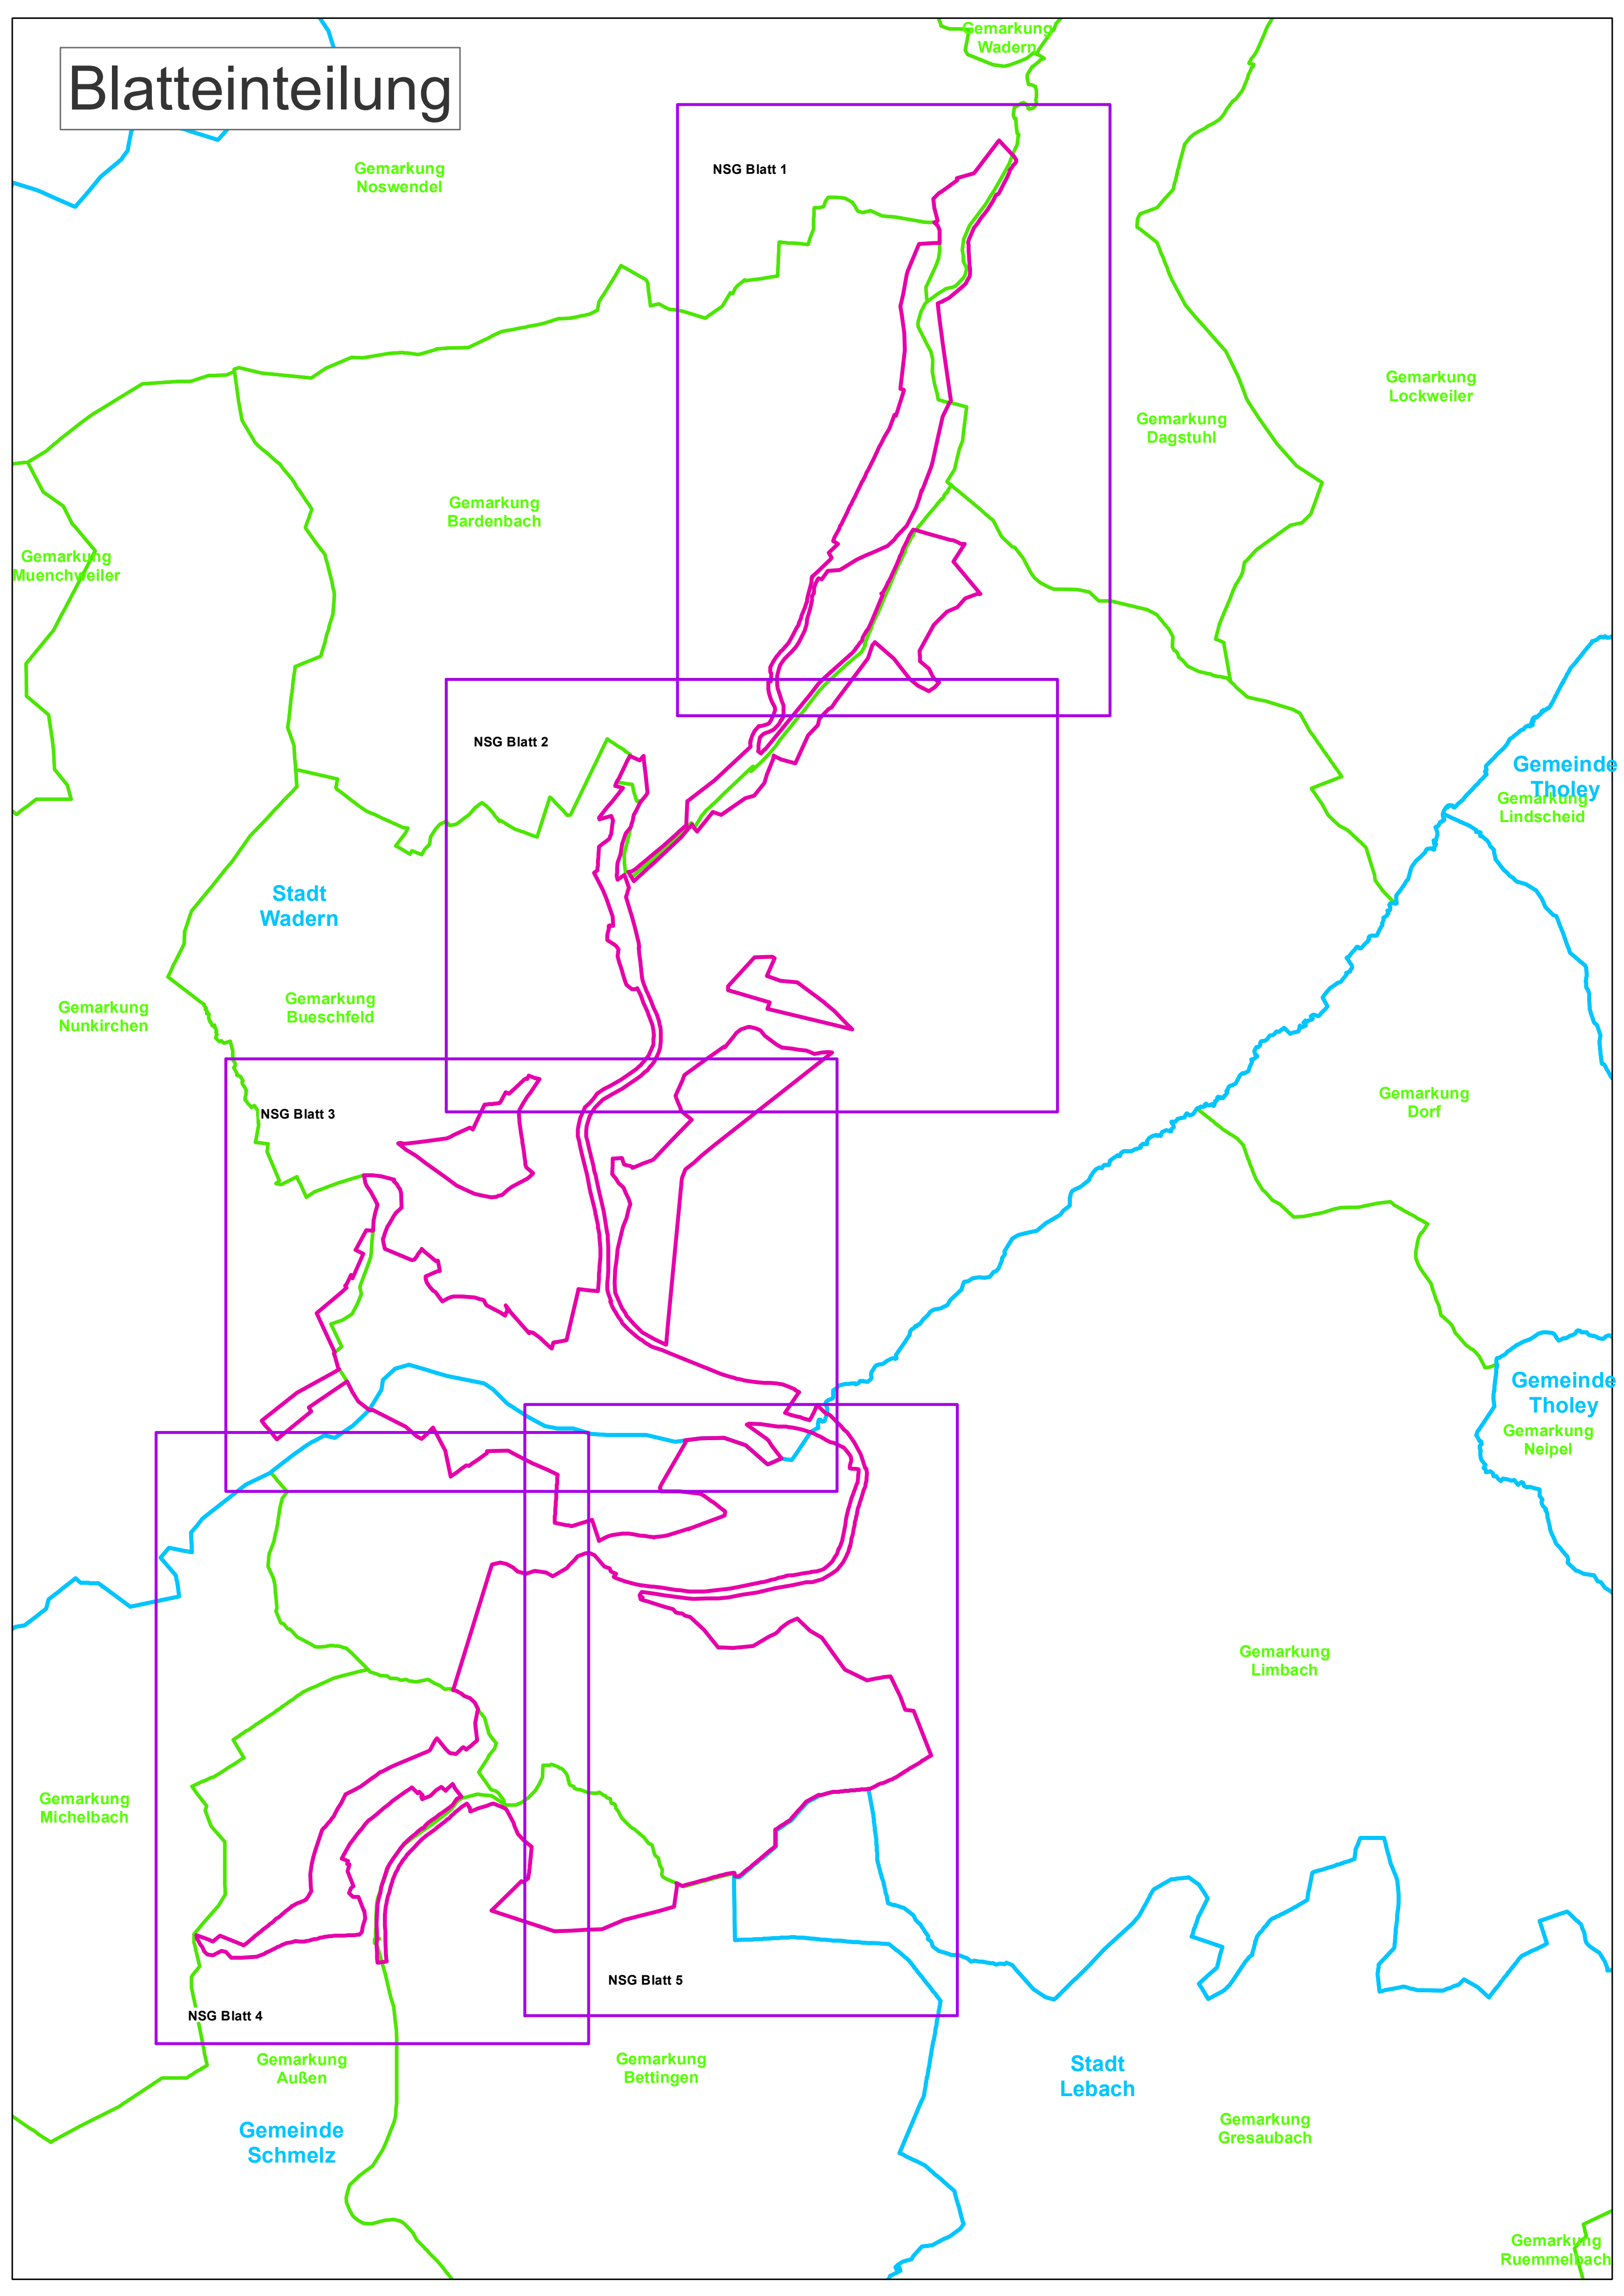 Gemarkung
Wadern
Blatteinteilung
Gemarkung
Noswendel
NSG Blatt 1
Gemarkung
Lockweiler
Gemarkung
Dagstuhl
Gemarkung
Bardenbach
Gemarkung
Muenchweiler
NSG Blatt 2
Gemeinde
Tholey
Gemarkung
Lindscheid
Stadt
Wadern
Gemarkung
Bueschfeld
Gemarkung
Nunkirchen
NSG Blatt 3
Gemarkung
Dorf
Gemeinde
Tholey
Gemarkung
Neipel
Gemarkung
Limbach
Gemarkung
Michelbach
NSG Blatt 5
NSG Blatt 4
Gemarkung
Außen
Gemarkung
Bettingen
Stadt
Lebach
Gemeinde
Schmelz
Gemarkung
Gresaubach
Gemarkung
Ruemmelbach